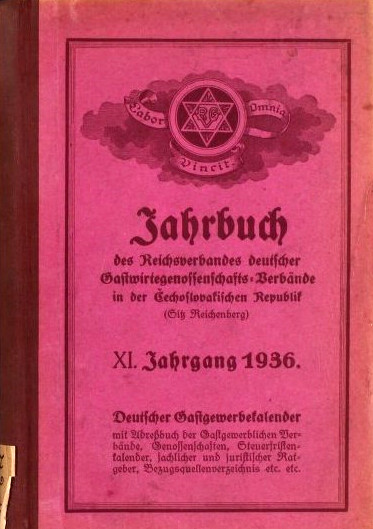 Labor Omnia
Vincit.
Jahrbuch
des Reichsverbandes deutscher
Gastwirtegenossenschafts-Verbände
in der Čechoslovakischen Republik
(Sitz Reichenberg)
XI. Jahrgang 1936.
Deutscher Gastgewerbekalender
mit Adreßbuch der Gastgewerblichen Ver-
bände, Genossenschaften, Steuerfristen-
kalender, fachlicher und juristischer Rat-
geber, Bezugsquellenverzeichnis etc. etc.